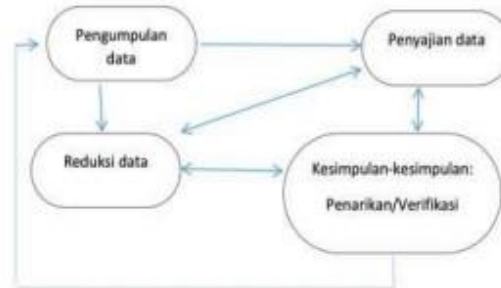 Pengumpulan
data
Penyajian data
Reduksi data
Kesimpulan-kesimpulan:
Penarikan/Verifikasi